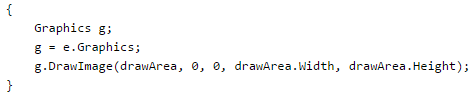 {
    Graphics g;
    g = e.Graphics;
    g.DrawImage(drawArea, 0, 0, drawArea.Width, drawArea.Height);
}